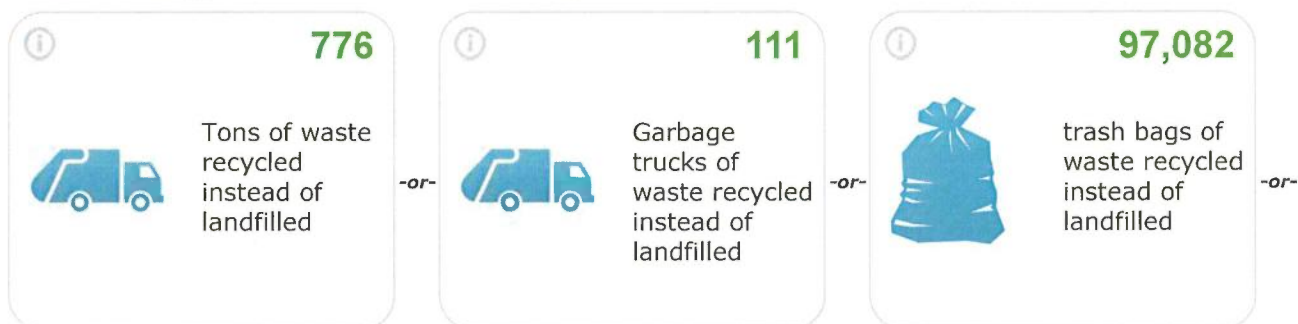 776
Tons of waste
recycled
instead of
landfilled
-or-
111
Garbage
trucks of
waste recycled
instead of
landfilled
-or-
97,082
trash bags of
waste recycled
instead of
landfilled
-or-